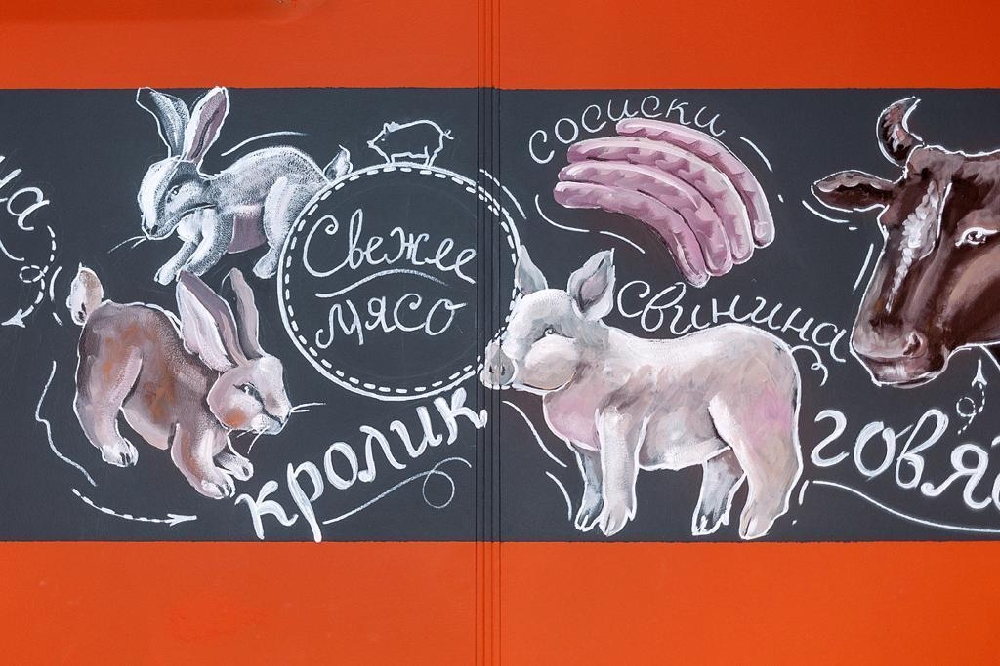 Свежее
мясо
кролик
сосиски
свинина